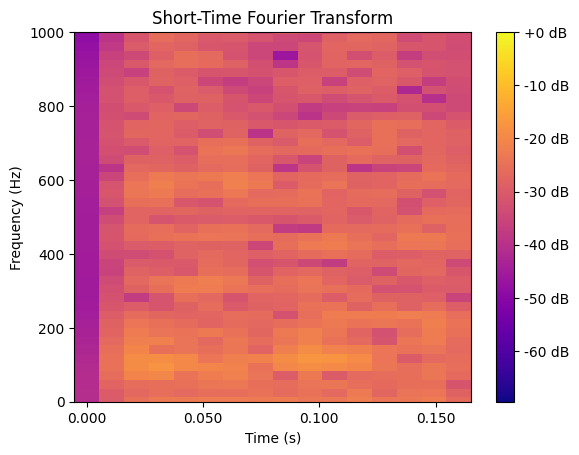 Short-Time Fourier Transform
1000
800
600
400
200
0
Frequency (Hz)
0.000
0.050
0.100
0.150
Time (s)
+0 dB
-10 dB
-20 dB
-30 dB
-40 dB
-50 dB
-60 dB